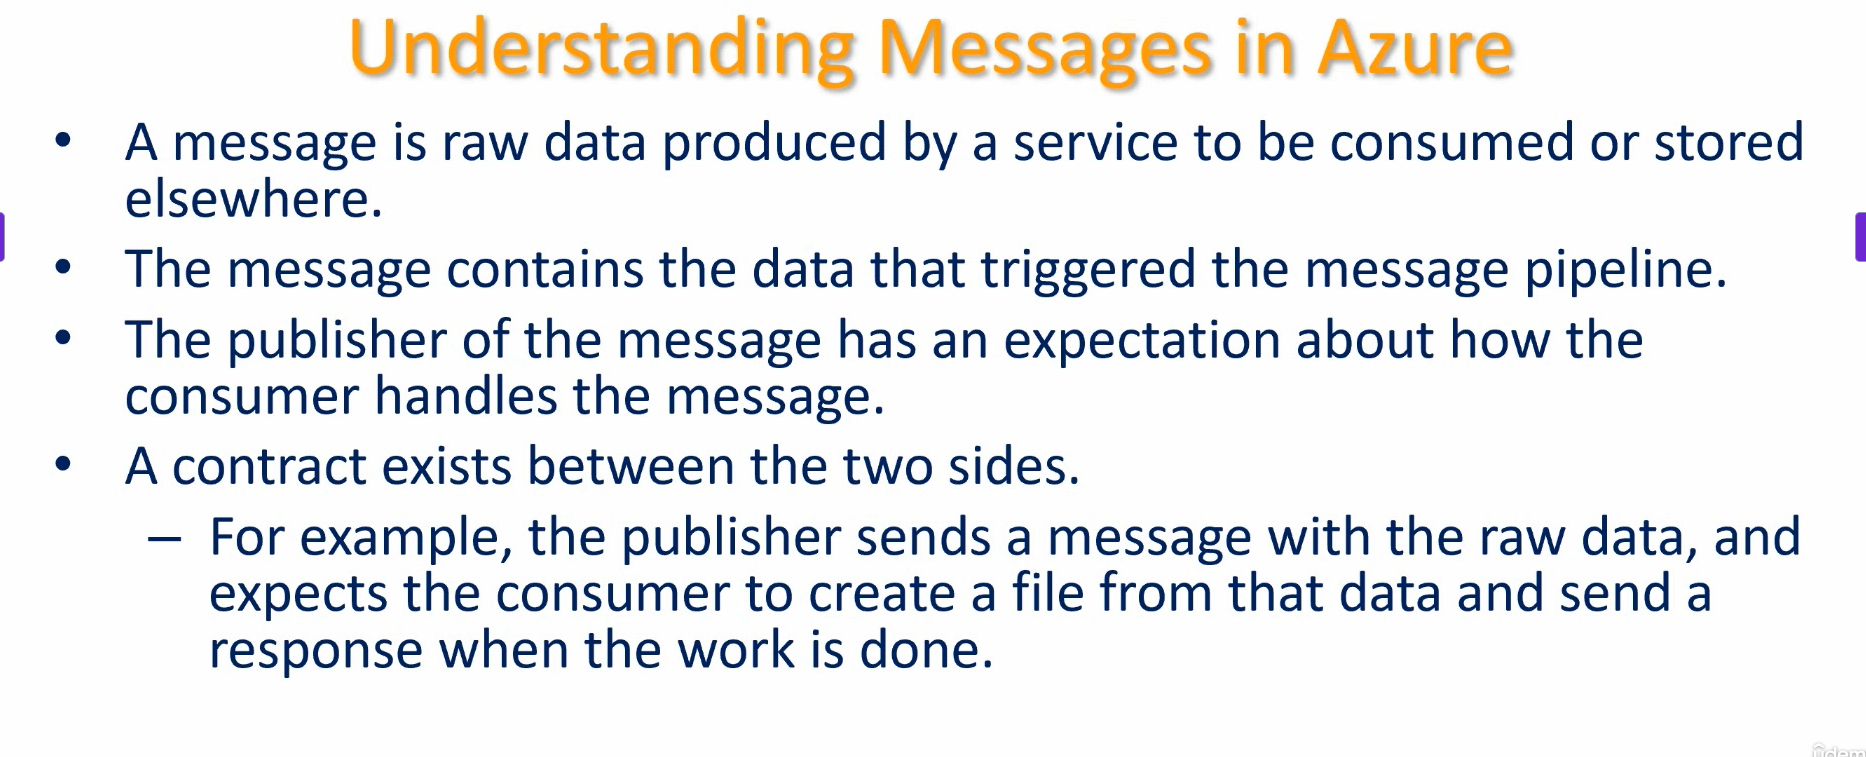 Understanding Messages in Azure
• A message is raw data produced by a service to be consumed or stored
elsewhere.
• The message contains the data that triggered the message pipeline.
• The publisher of the message has an expectation about how the
consumer handles the message.
• A contract exists between the two sides.
– For example, the publisher sends a message with the raw data, and
expects the consumer to create a file from that data and send a
response when the work is done.